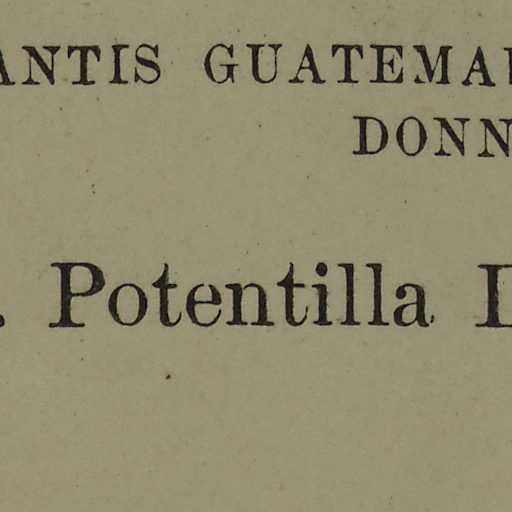 ANTIS GUATEMA
DONN
. Potentilla